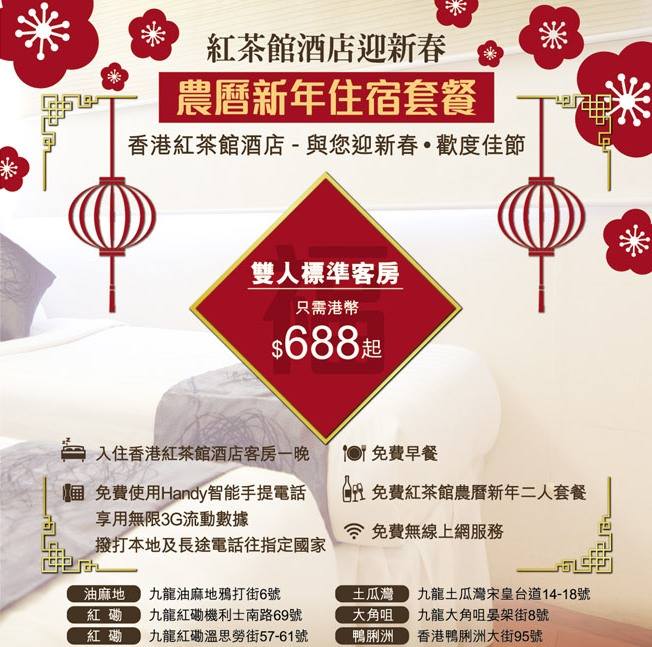 紅茶館酒店迎新春
農曆新年住宿套餐
香港紅茶館酒店 - 與您迎新春 • 歡度佳節
福
雙人標準客房
只需港幣
$688起
入住香港紅茶館酒店客房一晚
免費使用Handy智能手提電話
享用無限3G流動數據
撥打本地及長途電話往指定國家
免費早餐
免費紅茶館農曆新年二人套餐
免費無線上網服務
油麻地 九龍油麻地鴉打街6號
紅 磡 九龍紅磡機利士南路69號
紅 磡 九龍紅磡溫思勞街57-61號
土瓜灣 九龍土瓜灣宋皇台道14-18號
大角咀 九龍大角咀晏架街8號
鴨脷洲 香港鴨脷洲大街95號